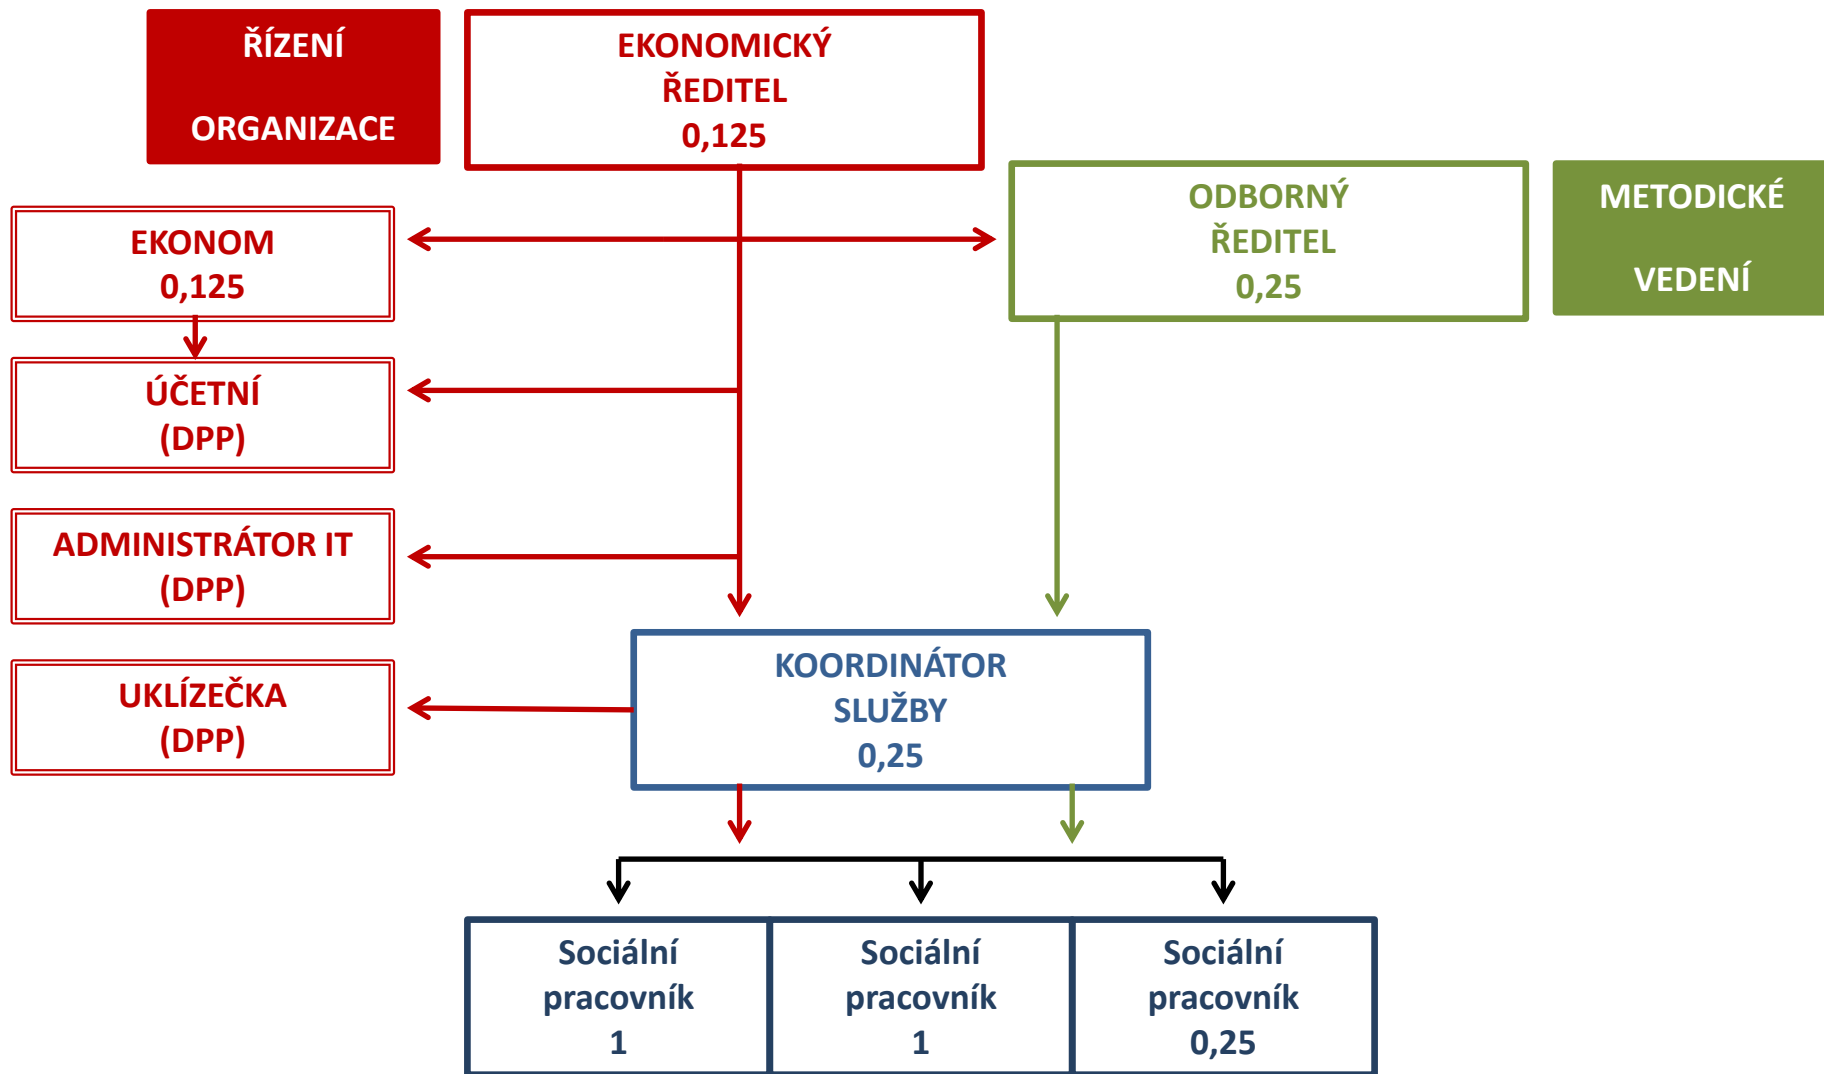 ŘÍZENÍ
ORGANIZACE
EKONOMICKÝ
ŘEDITEL
0,125
ODBORNÝ
ŘEDITEL
0,25
METODICKÉ
VEDENÍ
EKONOM
0,125
ÚČETNÍ
(DPP)
ADMINISTRÁTOR IT
(DPP)
UKLÍZEČKA
(DPP)
KOORDINÁTOR
SLUŽBY
0,25
Sociální
pracovník
1
Sociální
pracovník
1
Sociální
pracovník
0,25